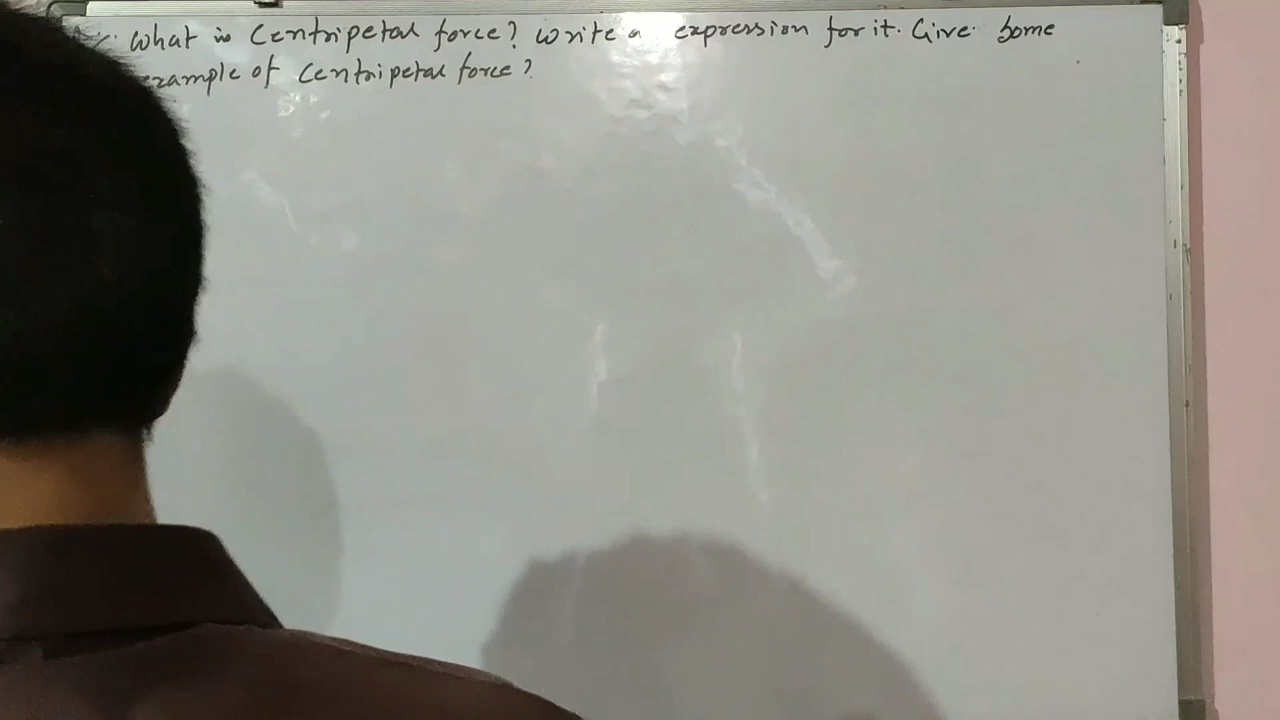 What is Centripetal force? Write a expression for it. Give some
example of Centripetal force?